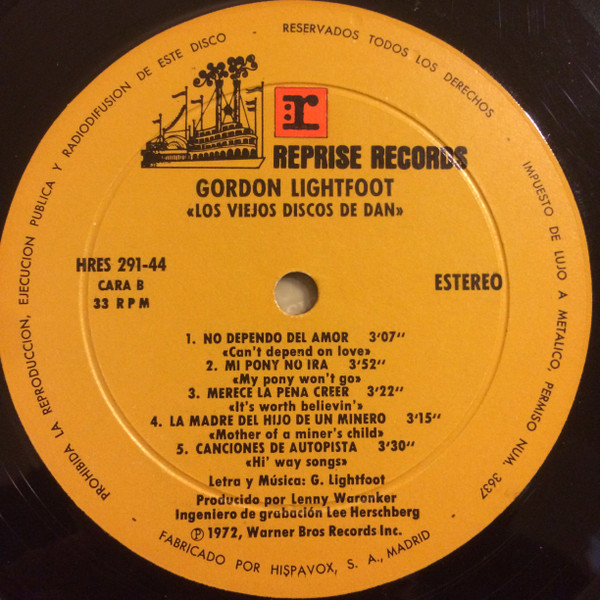 PROHIBIDA LA REPRODUCCION, EJECUCION PUBLICA Y RADIODIFUSION DE ESTE DISCO
RESERVADOS TODOS LOS DERECHOS
IMPUESTO DE LUJO A METALICO, PERMISO NUM. 3637
r
REPRISE RECORDS
GORDON LIGHTFOOT
«LOS VIEJOS DISCOS DE DAN»
HRES 291-44
CARA B
33 RPM
ESTEREO
1. NO DEPENDO DEL AMOR 3'07''
«Can't depend on love»
2. MI PONY NO IRA 3'52''
«My pony won't go»
3. MERECE LA PENA CREER 3'22''
«It's worth believin'»
4. LA MADRE DEL HIJO DE UN MINERO 3'15''
«Mother of a miner's child»
5. CANCIONES DE AUTOPISTA 3'30''
«Hi' way songs»
Letra y Música: G. Lightfoot
Producido por Lenny Waronker
Ingeniero de grabación Lee Herschberg
Ⓟ 1972, Warner Bros Records Inc.
FABRICADO POR HISPAVOX, S. A., MADRID